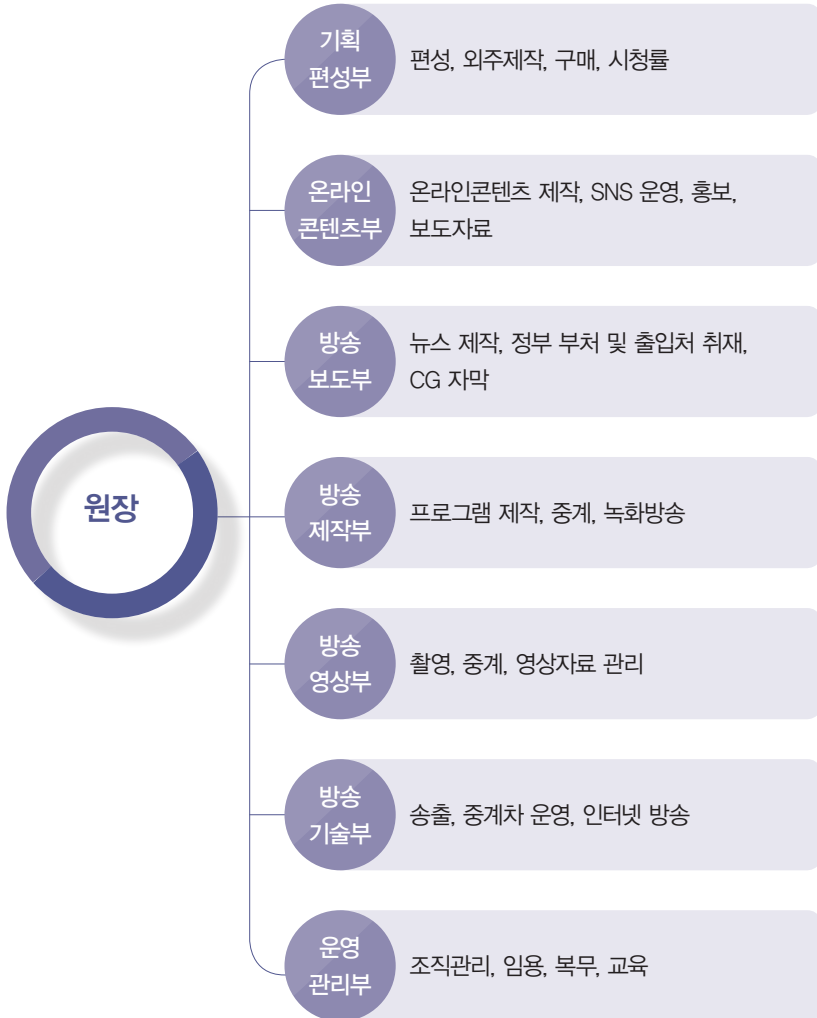 기획
편성부
편성, 외주제작, 구매, 시청률
온라인
콘텐츠부
온라인콘텐츠 제작, SNS 운영, 홍보,
보도자료
방송
보도부
뉴스 제작, 정부 부처 및 출입처 취재,
CG 자막
원장
방송
제작부
프로그램 제작, 중계, 녹화방송
방송
영상부
촬영, 중계, 영상자료 관리
방송
기술부
송출, 중계차 운영, 인터넷 방송
운영
관리부
조직관리, 임용, 복무, 교육